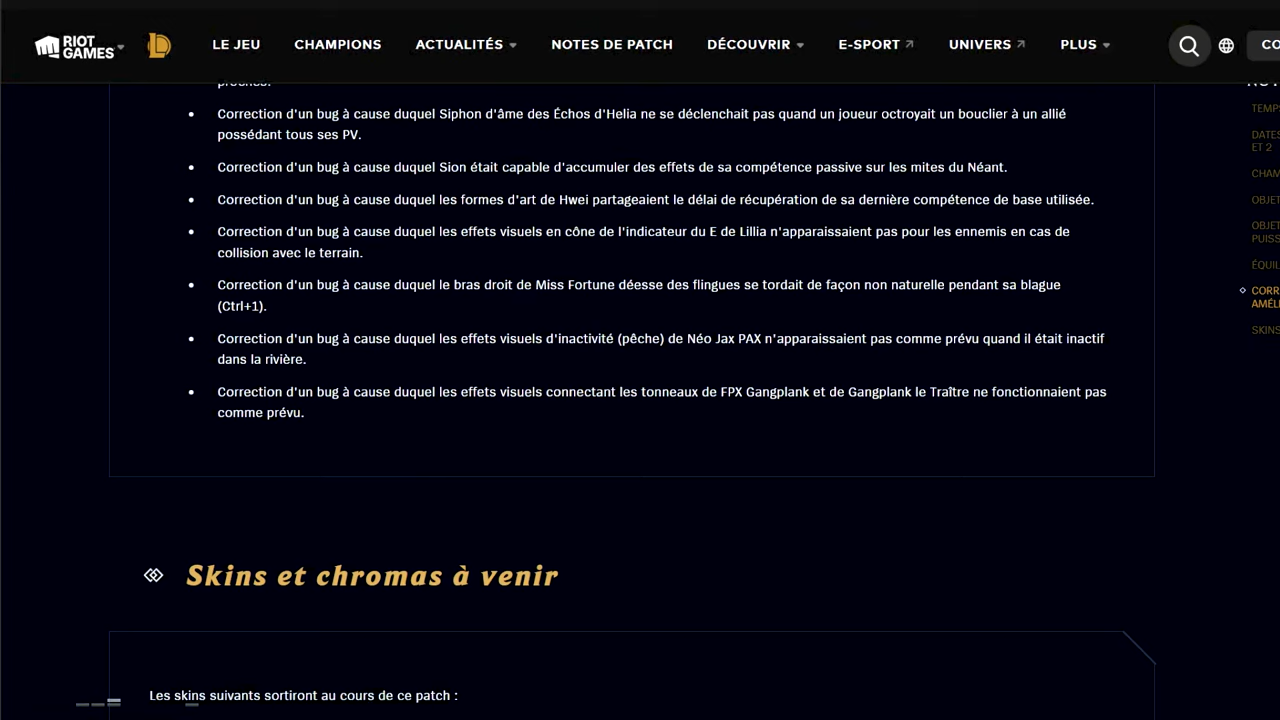 RIOT GAMES
LE JEU
CHAMPIONS
ACTUALITÉS
NOTES DE PATCH
DÉCOUVRIR
E-SPORT
UNIVERS
PLUS
CO
proches.
Correction d'un bug à cause duquel Siphon d'âme des Échos d'Helia ne se déclenchait pas quand un joueur octroyait un bouclier à un allié
possédant tous ses PV.
Correction d'un bug à cause duquel Sion était capable d'accumuler des effets de sa compétence passive sur les mites du Néant.
Correction d'un bug à cause duquel les formes d'art de Hwei partageaient le délai de récupération de sa dernière compétence de base utilisée.
Correction d'un bug à cause duquel les effets visuels en cône de l'indicateur du E de Lillia n'apparaissaient pas pour les ennemis en cas de
collision avec le terrain.
Correction d'un bug à cause duquel le bras droit de Miss Fortune déesse des flingues se tordait de façon non naturelle pendant sa blague
(Ctrl+1).
Correction d'un bug à cause duquel les effets visuels d'inactivité (pêche) de Néo Jax PAX n'apparaissaient pas comme prévu quand il était inactif
dans la rivière.
Correction d'un bug à cause duquel les effets visuels connectant les tonneaux de FPX Gangplank et de Gangplank le Traître ne fonctionnaient pas
comme prévu.
Skins et chromas à venir
Les skins suivants sortiront au cours de ce patch :
TEMP
DATES
ET 2
CHAM
OBJET
OBJET
PUISS
ÉQUIL
CORR
AMÉLI
SKINS